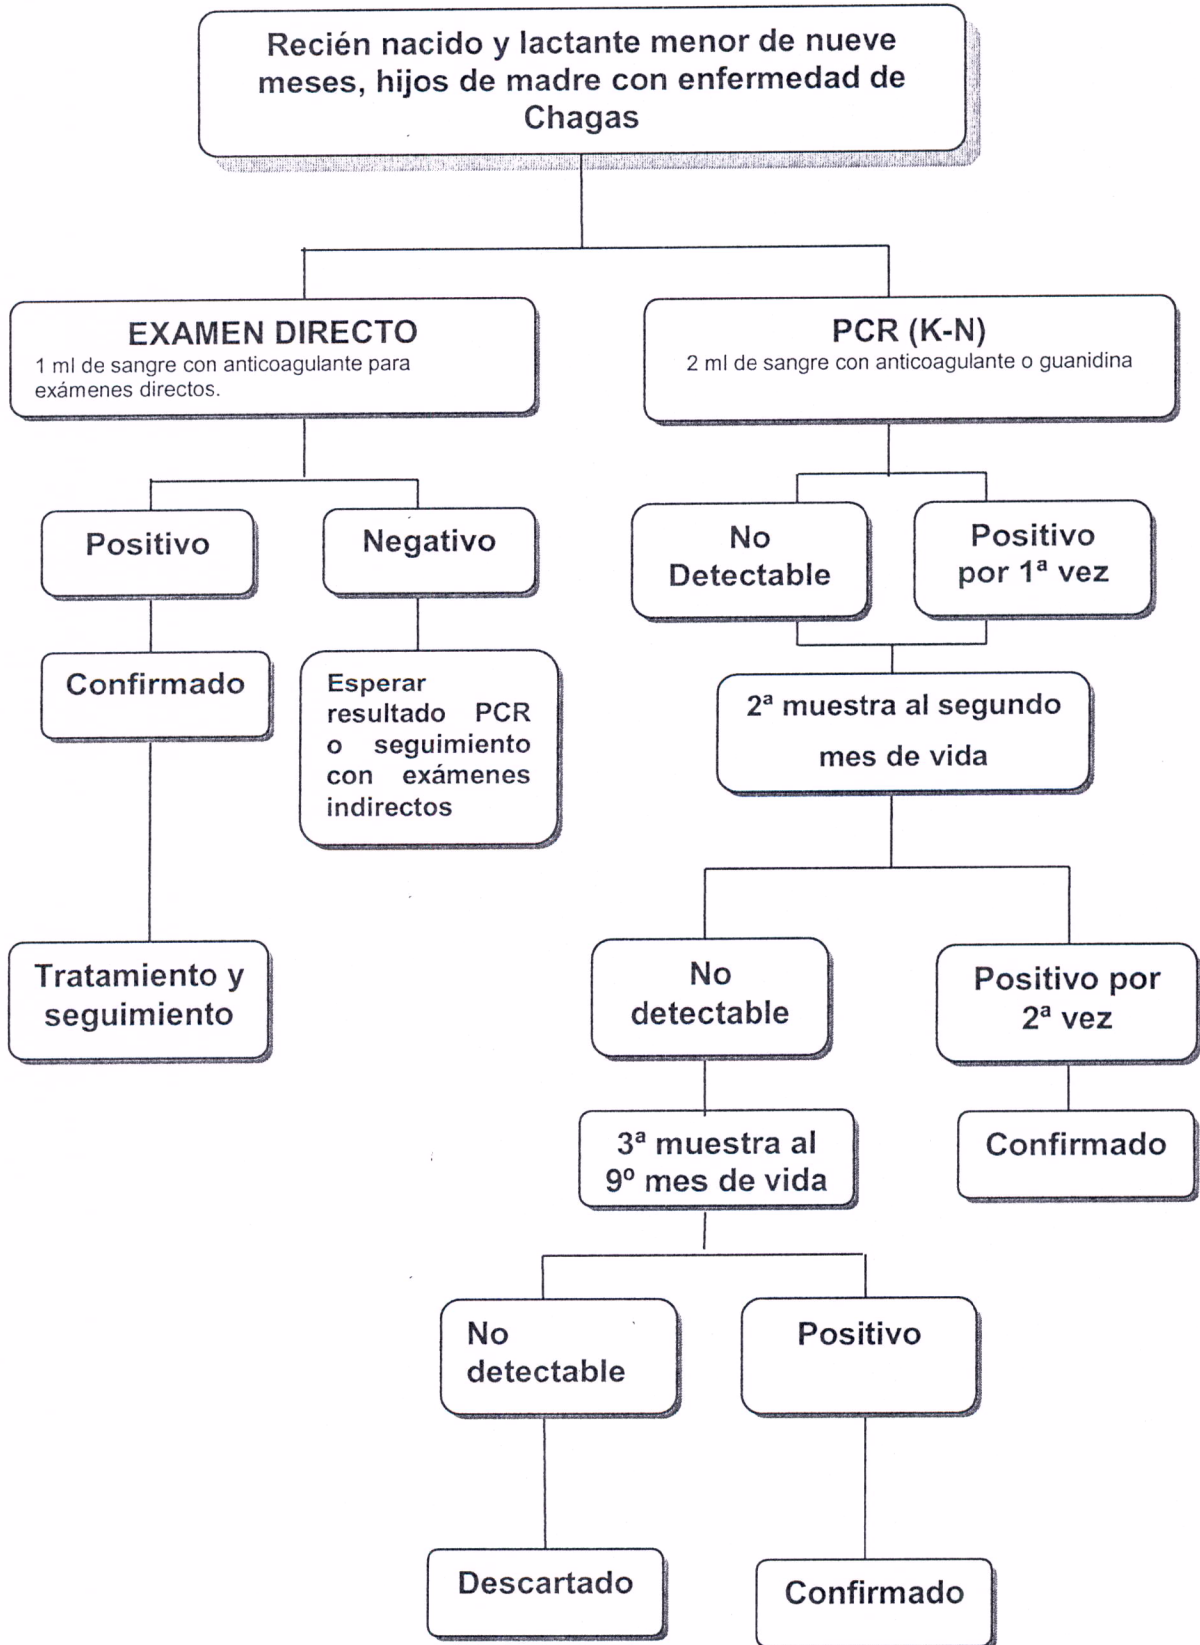 Recién nacido y lactante menor de nueve
meses, hijos de madre con enfermedad de
Chagas
EXAMEN DIRECTO
1 ml de sangre con anticoagulante para
exámenes directos.
PCR (K-N)
2 ml de sangre con anticoagulante o guanidina
Positivo
Negativo
No
Detectable
Positivo
por 1ª vez
Confirmado
Esperar
resultado PCR
o seguimiento
con exámenes
indirectos
2ª muestra al segundo
mes de vida
Tratamiento y
seguimiento
No
detectable
Positivo por
2ª vez
3ª muestra al
9º mes de vida
Confirmado
No
detectable
Positivo
Descartado
Confirmado